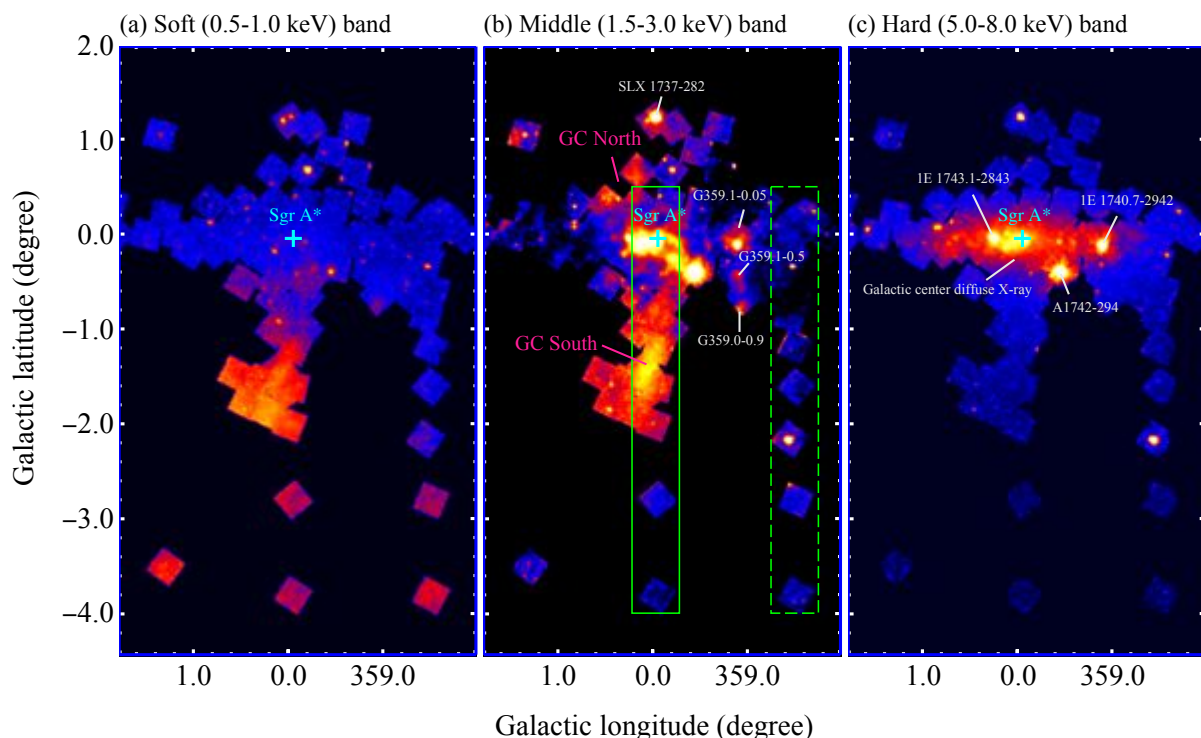 (a) Soft (0.5-1.0 keV) band
(b) Middle (1.5-3.0 keV) band
(c) Hard (5.0-8.0 keV) band
Galactic latitude (degree)
2.0
1.0
0.0
−1.0
−2.0
−3.0
−4.0
Sgr A*
SLX 1737-282
GC North
G359.1-0.05
Sgr A*
G359.1-0.5
G359.0-0.9
GC South
1E 1743.1-2843
Sgr A*
1E 1740.7-2942
Galactic center diffuse X-ray
A1742-294
1.0 0.0 359.0
1.0 0.0 359.0
1.0 0.0 359.0
Galactic longitude (degree)